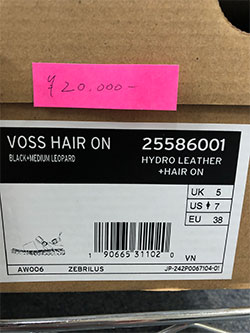 ¥20.000-
VOSS HAIR ON 25586001
BLACK+MEDIUM LEOPARD HYDRO LEATHER
+HAIR ON
UK 5
US 7
EU 38
1 90665 31102 0 VN
AW006 ZEBRILUS JP-242P0067104-01